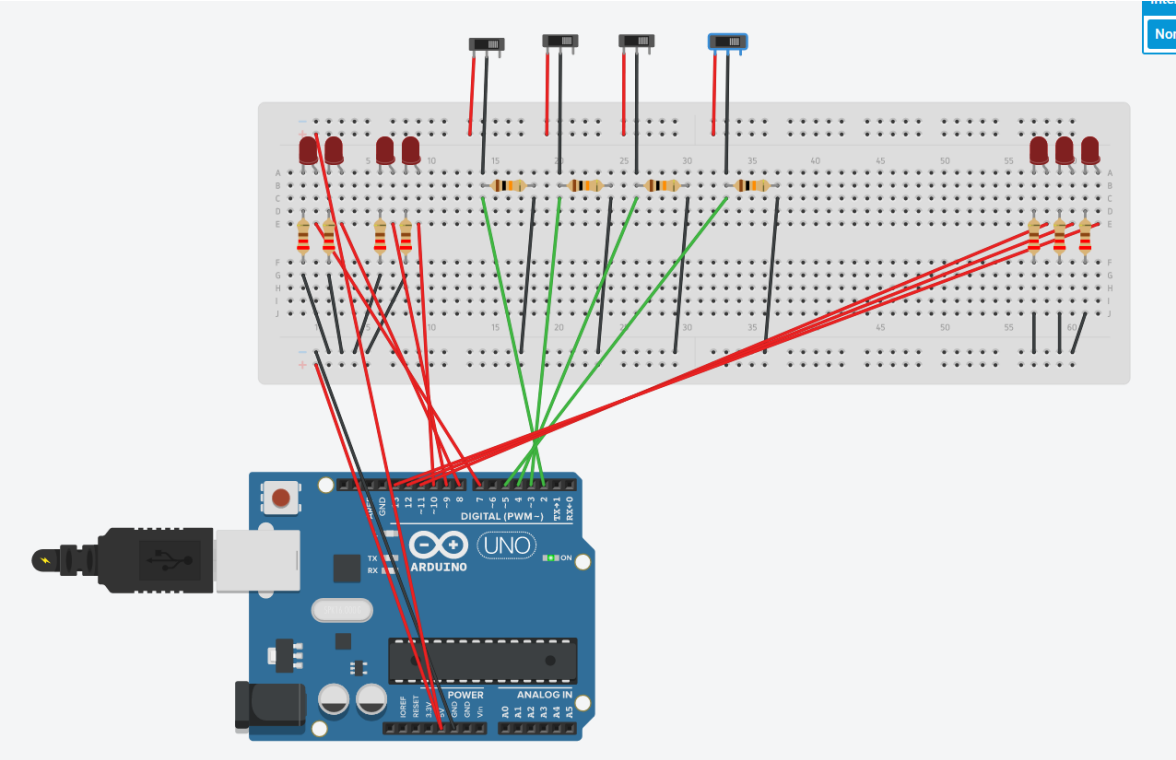 Inte
Nor
15 20 25 30 35 40 45 50 55 60
A A
B B
C C
D D
E E
F F
G G
H H
I I
J J
10 15 20 25 30 35 40 45 50 55 60
AREF
GND
13
12
~11
~10
~9
8
7
~6
~5
4
~3
2
TX→1
RX←0
DIGITAL (PWM~)
TX
RX
UNO
ON
ARDUINO
POWER
ANALOG IN
IOREF
RESET
3.3V
5V
GND
GND
Vin
A0
A1
A2
A3
A4
A5